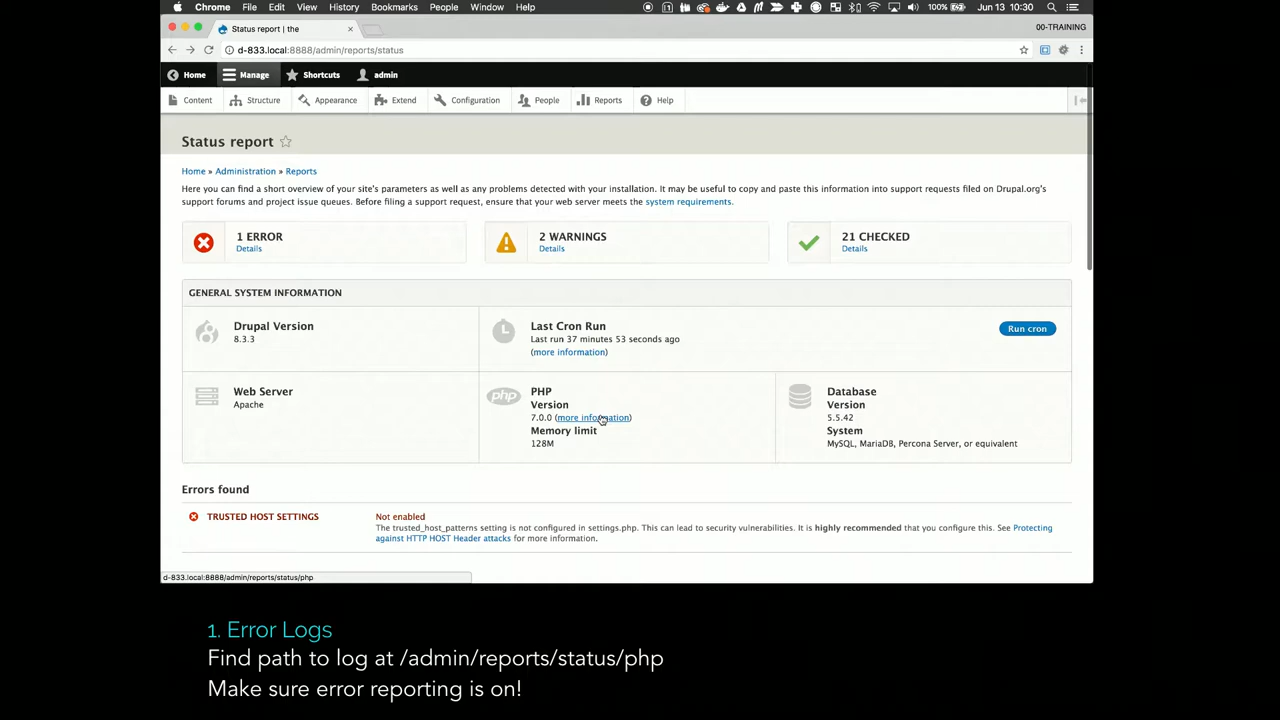 Chrome File Edit View History Bookmarks People Window Help 100% Jun 13 10:30
Status report | the
00-TRAINING
d-833.local:8888/admin/reports/status
Home Manage Shortcuts admin
Content Structure Appearance Extend Configuration People Reports Help
Status report
Home » Administration » Reports
Here you can find a short overview of your site's parameters as well as any problems detected with your installation. It may be useful to copy and paste this information into support requests filed on Drupal.org's
support forums and project issue queues. Before filing a support request, ensure that your web server meets the system requirements.
1 ERROR
Details
2 WARNINGS
Details
21 CHECKED
Details
GENERAL SYSTEM INFORMATION
Drupal Version
8.3.3
Last Cron Run
Last run 37 minutes 53 seconds ago
(more information)
Run cron
Web Server
Apache
php
PHP
Version
7.0.0 (more information)
Memory limit
128M
Database
Version
5.5.42
System
MySQL, MariaDB, Percona Server, or equivalent
Errors found
TRUSTED HOST SETTINGS
Not enabled
The trusted_host_patterns setting is not configured in settings.php. This can lead to security vulnerabilities. It is highly recommended that you configure this. See Protecting
against HTTP HOST Header attacks for more information.
d-833.local:8888/admin/reports/status/php
1. Error Logs
Find path to log at /admin/reports/status/php
Make sure error reporting is on!